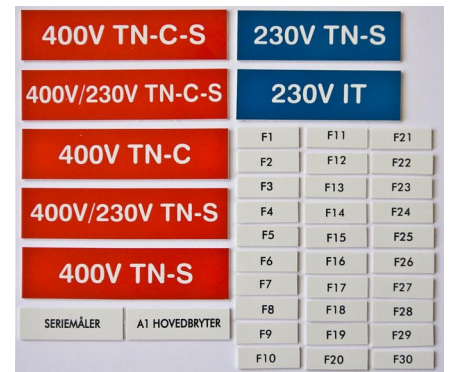 400V TN-C-S
400V/230V TN-C-S
400V TN-C
400V/230V TN-S
400V TN-S
SERIEMÅLER
A1 HOVEDBRYTER
230V TN-S
230V IT
F1
F2
F3
F4
F5
F6
F7
F8
F9
F10
F11
F12
F13
F14
F15
F16
F17
F18
F19
F20
F21
F22
F23
F24
F25
F26
F27
F28
F29
F30